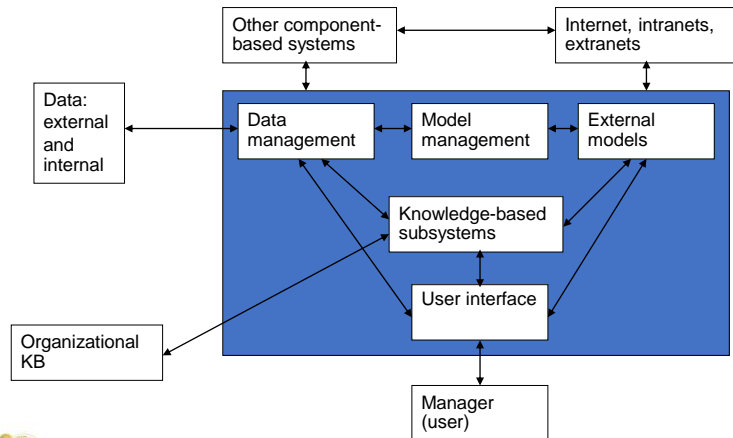 Other component-
based systems
Internet, intranets,
extranets
Data:
external
and
internal
Data
management
Model
management
External
models
Knowledge-based
subsystems
User interface
Organizational
KB
Manager
(user)